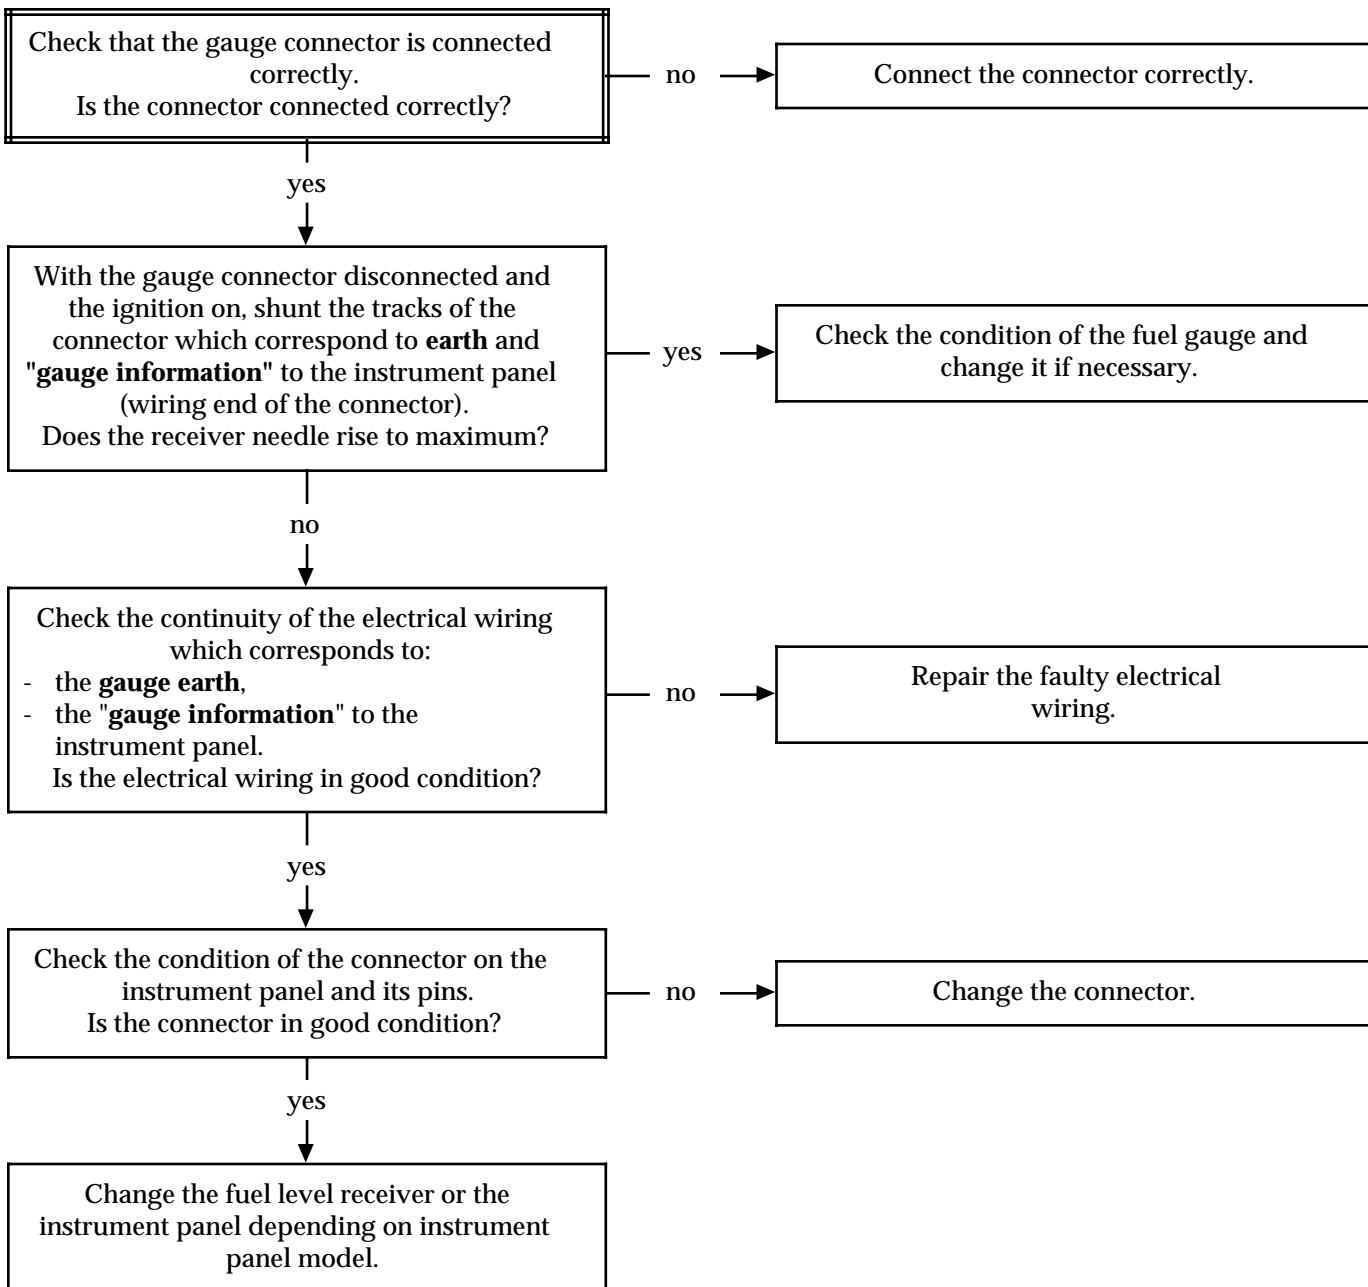 Check that the gauge connector is connected
correctly.
Is the connector connected correctly?
no
Connect the connector correctly.
yes
With the gauge connector disconnected and
the ignition on, shunt the tracks of the
connector which correspond to earth and
"gauge information" to the instrument panel
(wiring end of the connector).
Does the receiver needle rise to maximum?
yes
Check the condition of the fuel gauge and
change it if necessary.
no
Check the continuity of the electrical wiring
which corresponds to:
- the gauge earth,
- the "gauge information" to the
instrument panel.
Is the electrical wiring in good condition?
no
Repair the faulty electrical
wiring.
yes
Check the condition of the connector on the
instrument panel and its pins.
Is the connector in good condition?
no
Change the connector.
yes
Change the fuel level receiver or the
instrument panel depending on instrument
panel model.